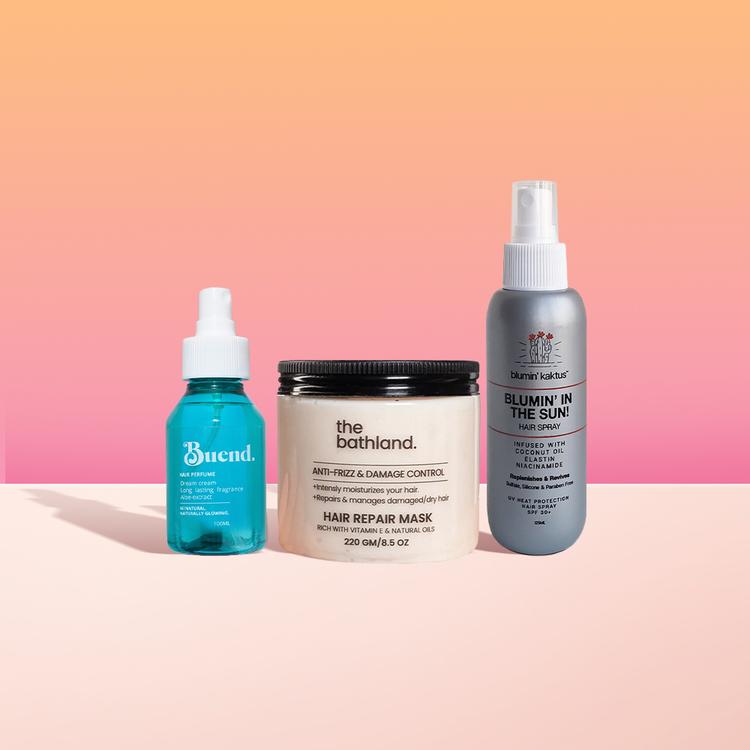 Buend.
HAIR PERFUME
Dream cream
Long lasting fragrance
Aloe extract
NATURALLY GLOWING.
100ML
the
bathland.
ANTI-FRIZZ & DAMAGE CONTROL
+Intensly moisturizes your hair.
+Repairs & manages damaged/dry hair
HAIR REPAIR MASK
RICH WITH VITAMIN E & NATURAL OILS
220 GM/8.5 OZ
blumin' kaktus™
BLUMIN' IN
THE SUN!
HAIR SPRAY
INFUSED WITH
COCONUT OIL
ELASTIN
NIACINAMIDE
Replenishes & Revives
Sulfate, Silicone & Paraben Free
UV HEAT PROTECTION
HAIR SPRAY
SPF 30+